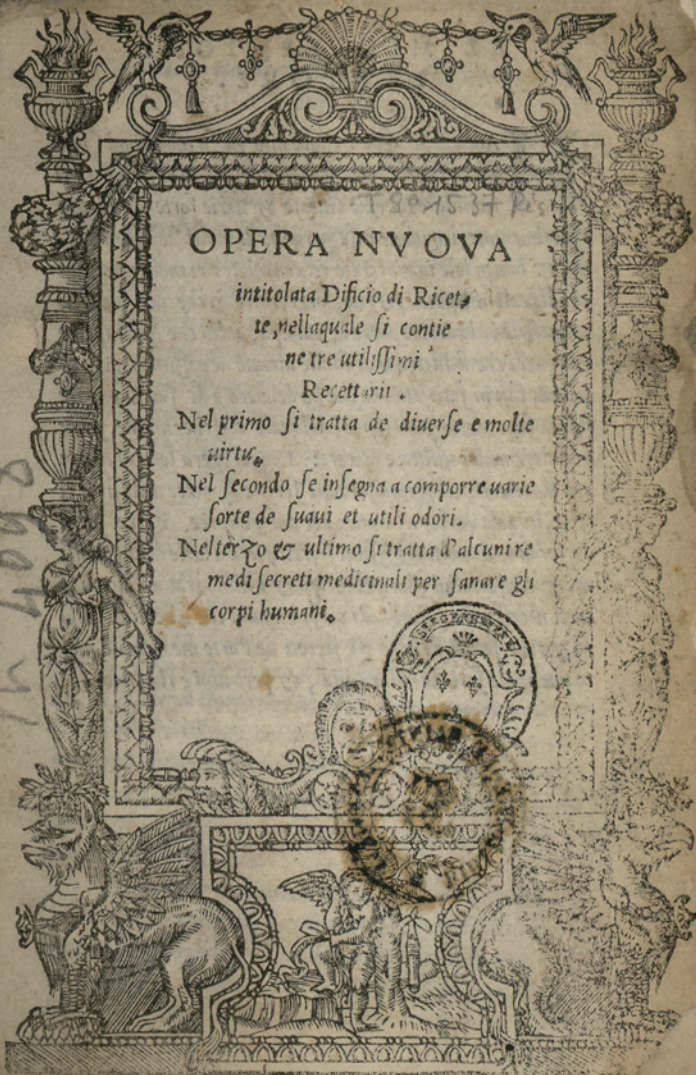 OPERA NVOVA
intitolata Dificio di Ricet,
te, nellaquale si contie
ne tre utilissimi
Recettarii .
Nel primo si tratta de diuerse e molte
uirtu.
Nel secondo se insegna a comporre uarie
sorte de suaui et utili odori.
Nel terzo & ultimo si tratta d'alcuni re
medi secreti medicinali per sanare gli
corpi humani.